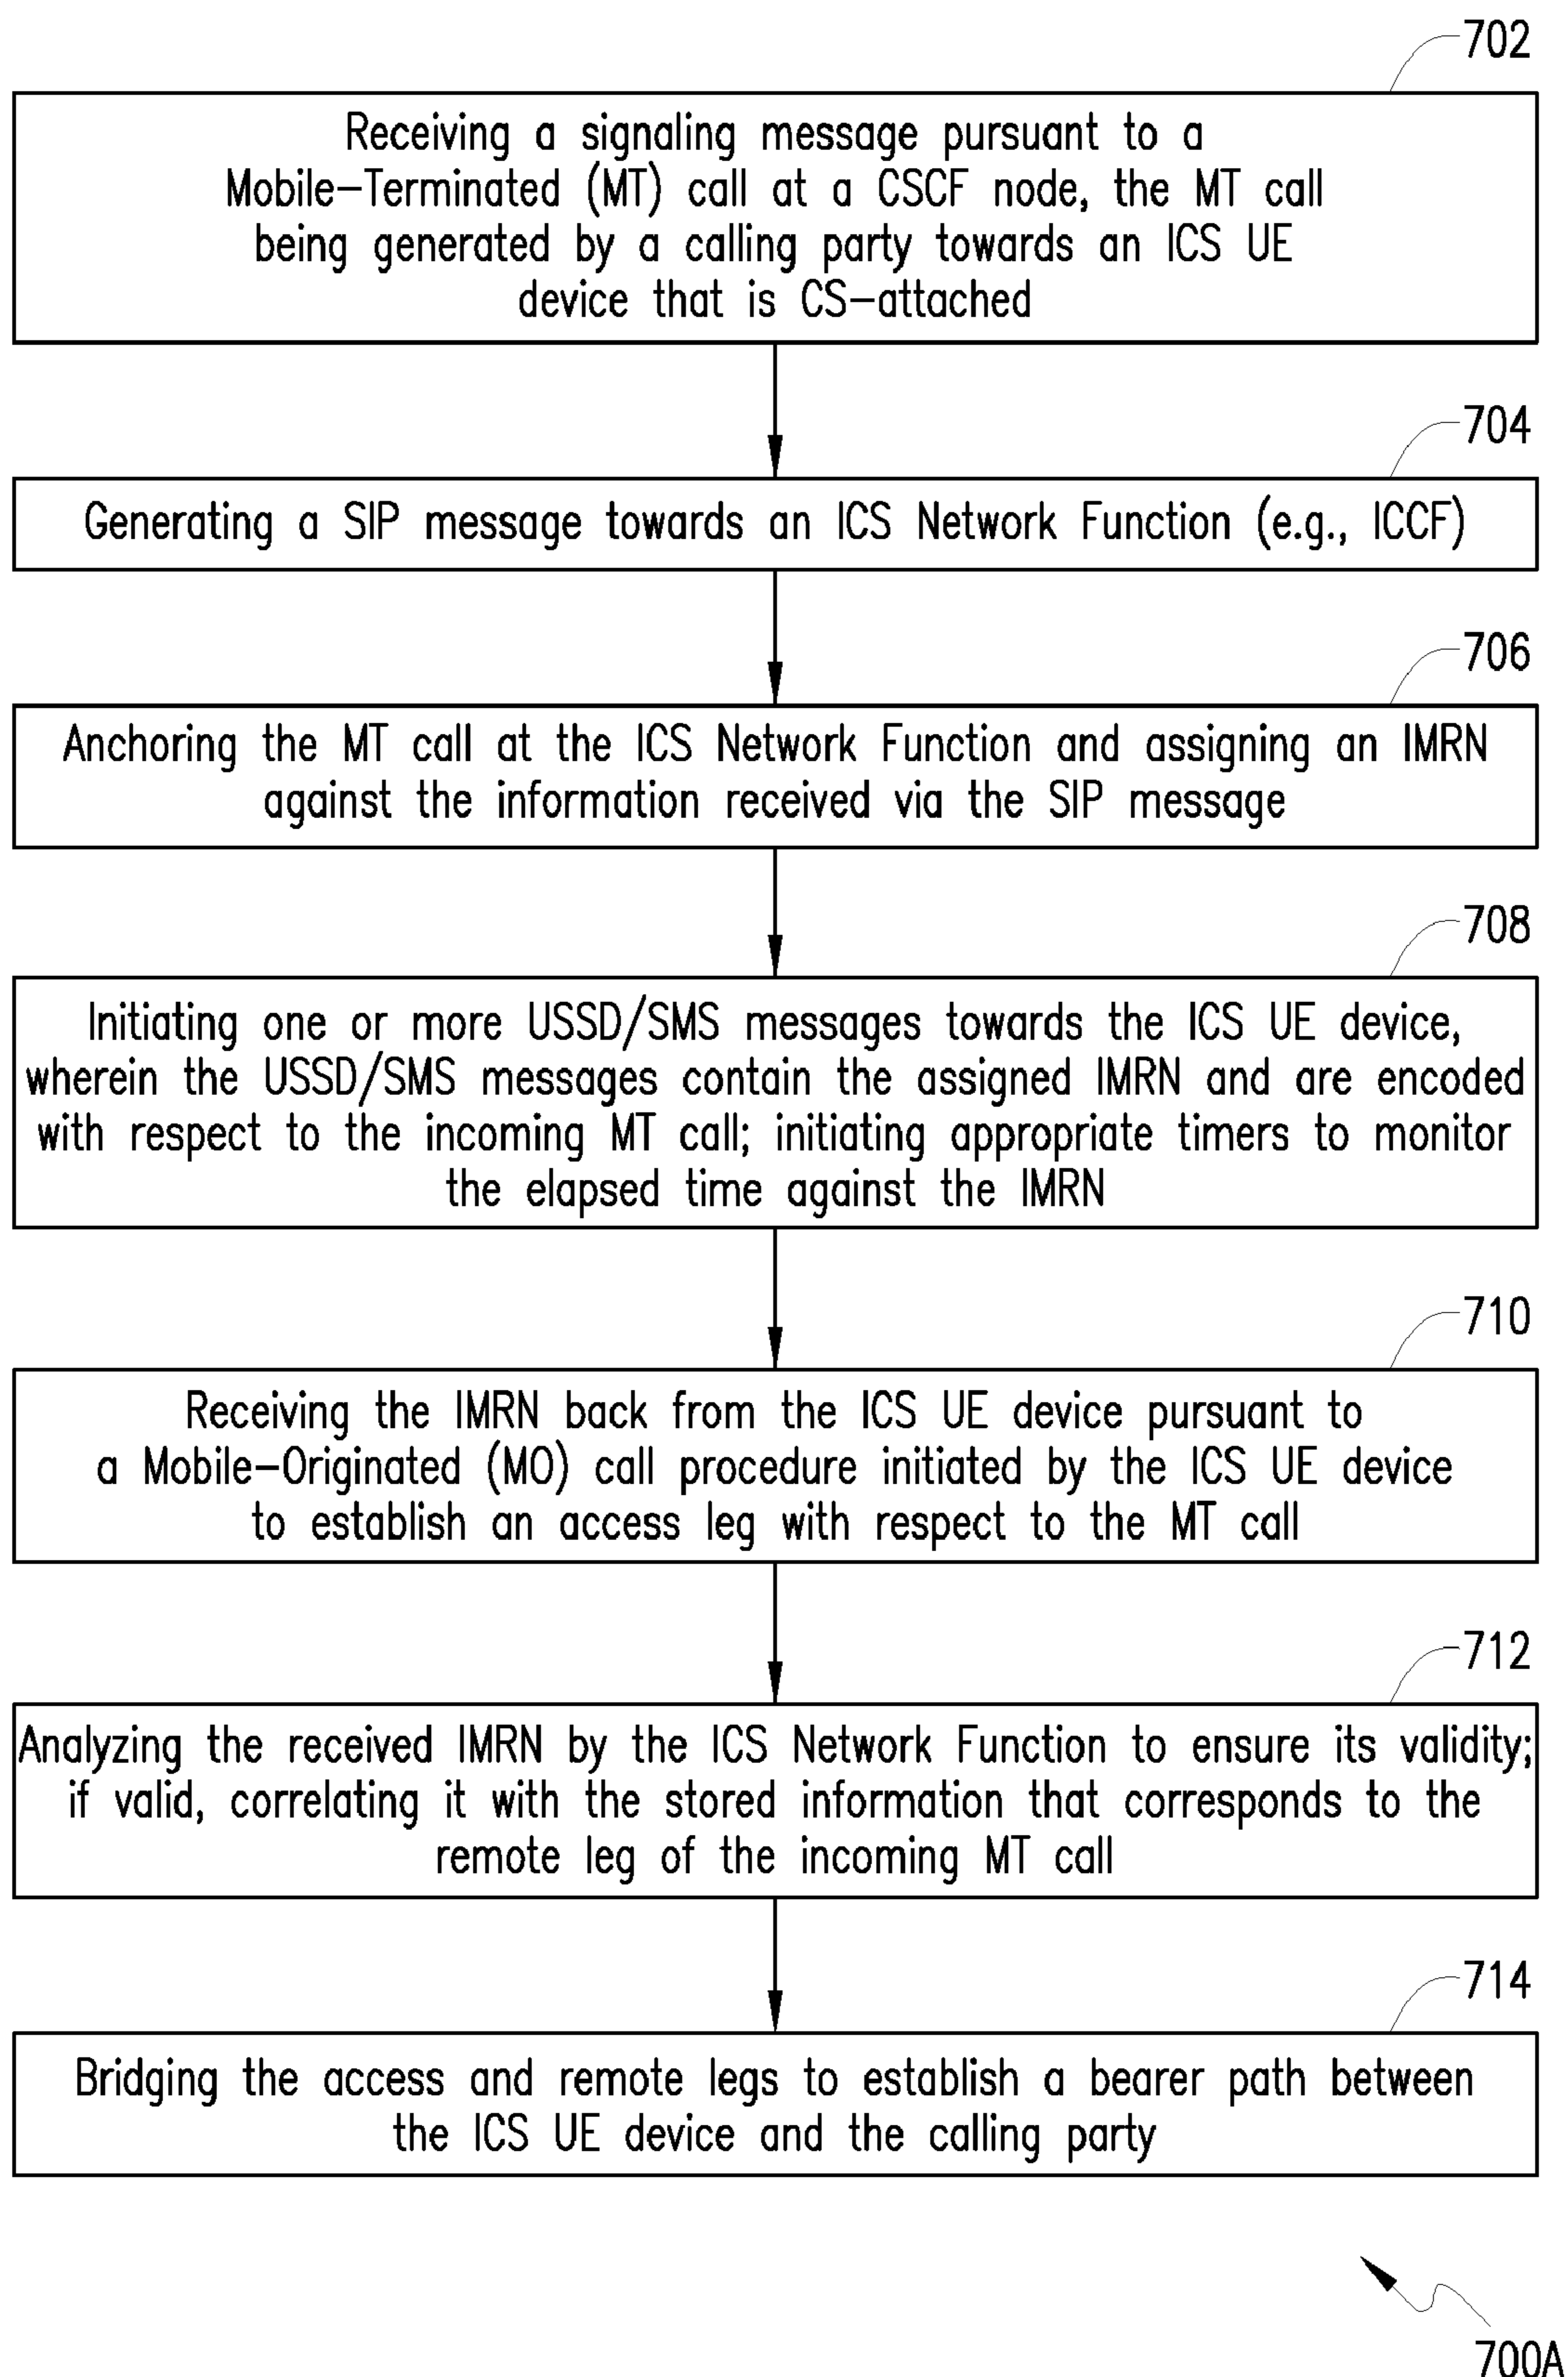 702
Receiving a signaling message pursuant to a
Mobile-Terminated (MT) call at a CSCF node, the MT call
being generated by a calling party towards an ICS UE
device that is CS-attached
704
Generating a SIP message towards an ICS Network Function (e.g., ICCF)
706
Anchoring the MT call at the ICS Network Function and assigning an IMRN
against the information received via the SIP message
708
Initiating one or more USSD/SMS messages towards the ICS UE device,
wherein the USSD/SMS messages contain the assigned IMRN and are encoded
with respect to the incoming MT call; initiating appropriate timers to monitor
the elapsed time against the IMRN
710
Receiving the IMRN back from the ICS UE device pursuant to
a Mobile-Originated (MO) call procedure initiated by the ICS UE device
to establish an access leg with respect to the MT call
712
Analyzing the received IMRN by the ICS Network Function to ensure its validity;
if valid, correlating it with the stored information that corresponds to the
remote leg of the incoming MT call
714
Bridging the access and remote legs to establish a bearer path between
the ICS UE device and the calling party
700A